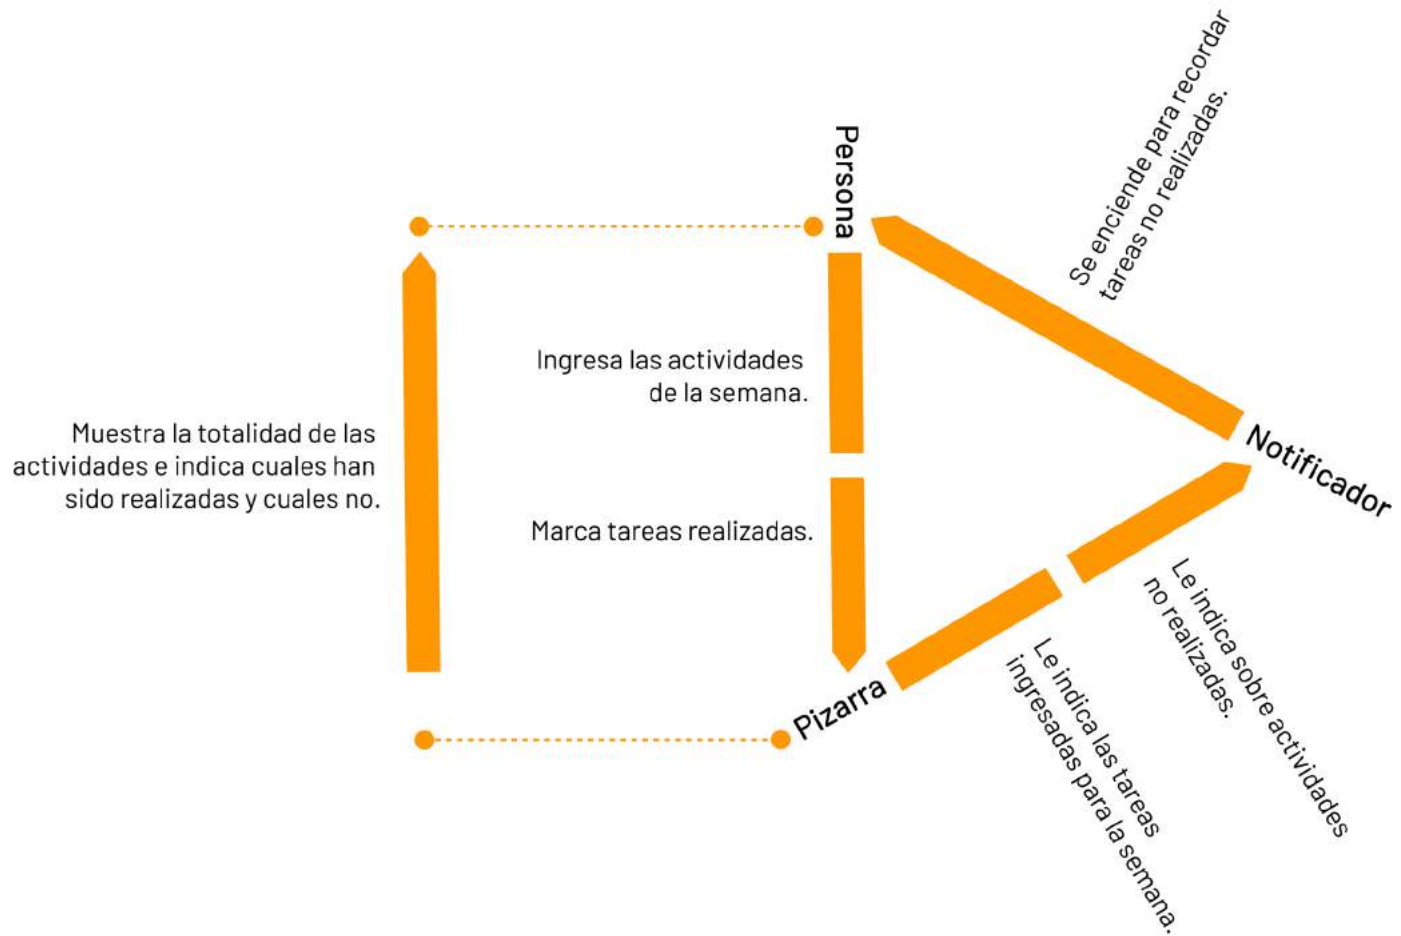 Persona
Se enciende para recordar
tareas no realizadas.
Ingresa las actividades
de la semana.
Muestra la totalidad de las
actividades e indica cuales han
sido realizadas y cuales no.
Marca tareas realizadas.
Notificador
Pizarra
Le indica sobre actividades
no realizadas.
Le indica las tareas
ingresadas para la semana.